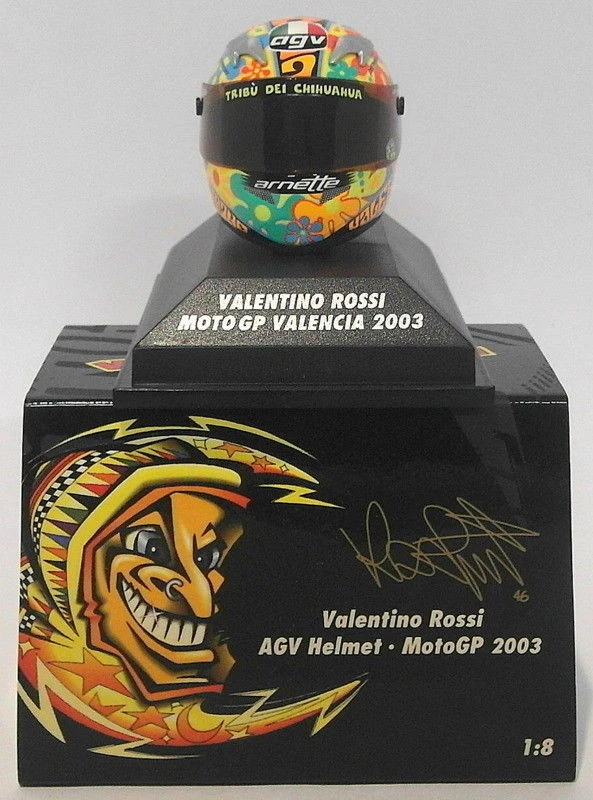 agv
TRIBÙ DEI CHIHUAHUA
arnette
VALENTINO ROSSI
MOTO GP VALENCIA 2003
46
Valentino Rossi
AGV Helmet · MotoGP 2003
1:8